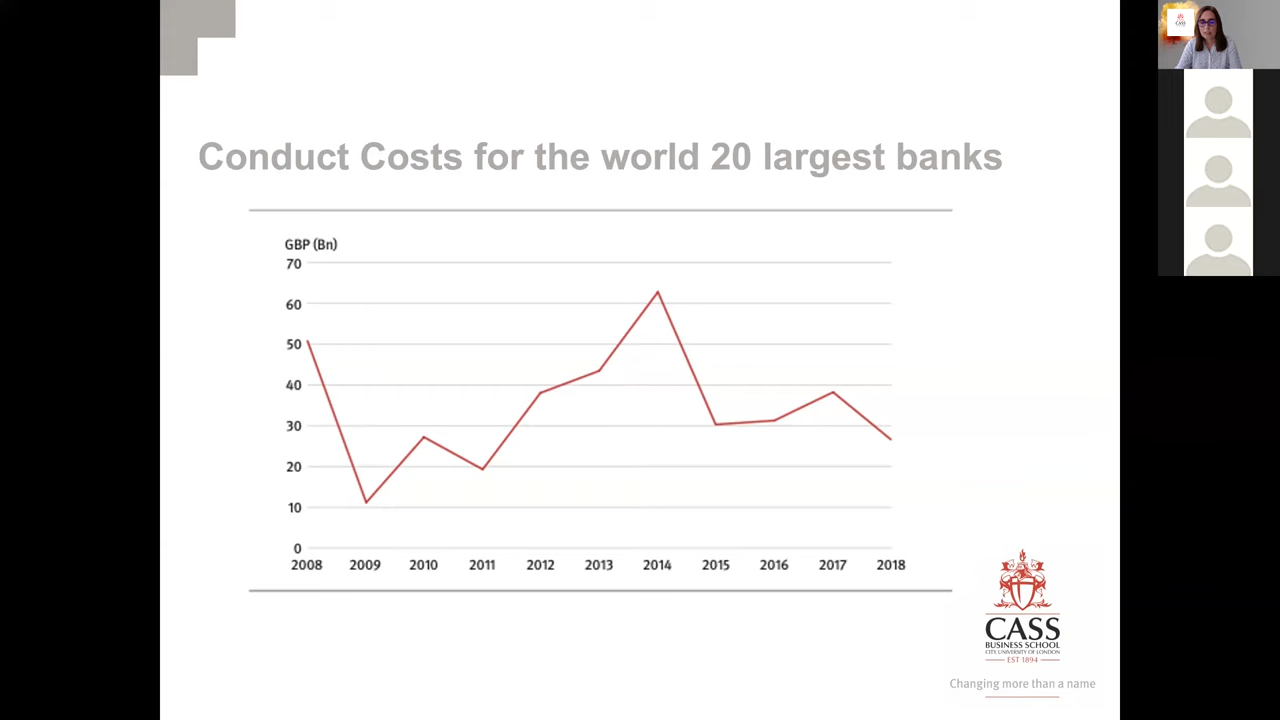 Conduct Costs for the world 20 largest banks
GBP (Bn)
70
60
50
40
30
20
10
0
2008 2009 2010 2011 2012 2013 2014 2015 2016 2017 2018
CASS
BUSINESS SCHOOL
CITY, UNIVERSITY OF LONDON
EST 1894
Changing more than a name
CASS